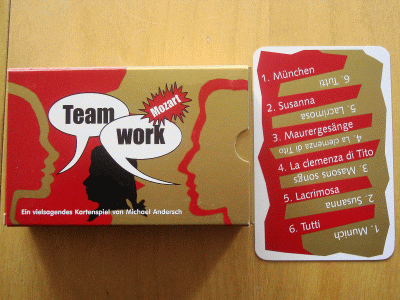 Team
work
Mozart
Ein vielsagendes Kartenspiel von Michael Andersch
1. München
2. Susanna
3. Maurergesänge
4. La clemenza di Tito
5. Lacrimosa
6. Tutti
1. Munich
2. Susanna
3. Masons songs
4. La clemenza di Tito
5. Lacrimosa
6. Tutti